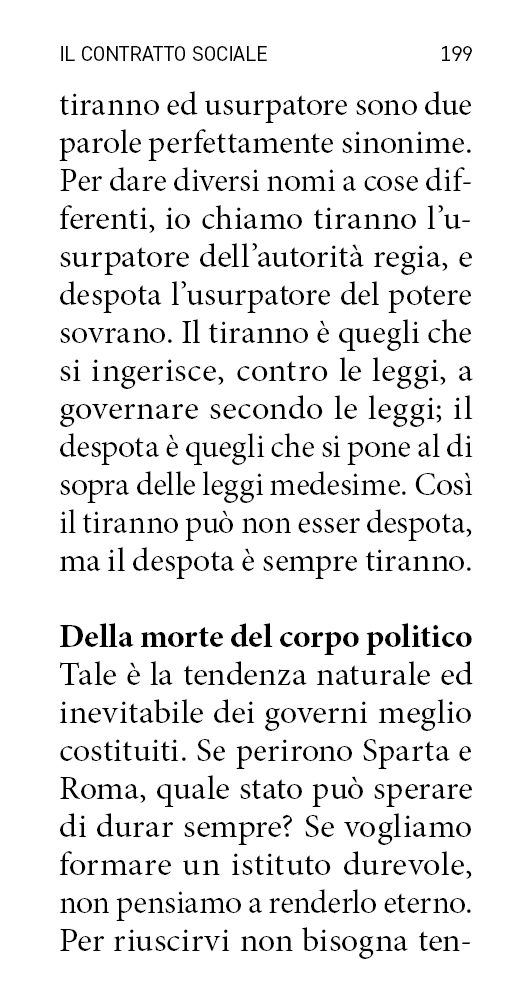 IL CONTRATTO SOCIALE 199
tiranno ed usurpatore sono due
parole perfettamente sinonime.
Per dare diversi nomi a cose dif-
ferenti, io chiamo tiranno l’u-
surpatore dell’autorità regia, e
despota l’usurpatore del potere
sovrano. Il tiranno è quegli che
si ingerisce, contro le leggi, a
governare secondo le leggi; il
despota è quegli che si pone al di
sopra delle leggi medesime. Così
il tiranno può non esser despota,
ma il despota è sempre tiranno.
Della morte del corpo politico
Tale è la tendenza naturale ed
inevitabile dei governi meglio
costituiti. Se perirono Sparta e
Roma, quale stato può sperare
di durar sempre? Se vogliamo
formare un istituto durevole,
non pensiamo a renderlo eterno.
Per riuscirvi non bisogna ten-